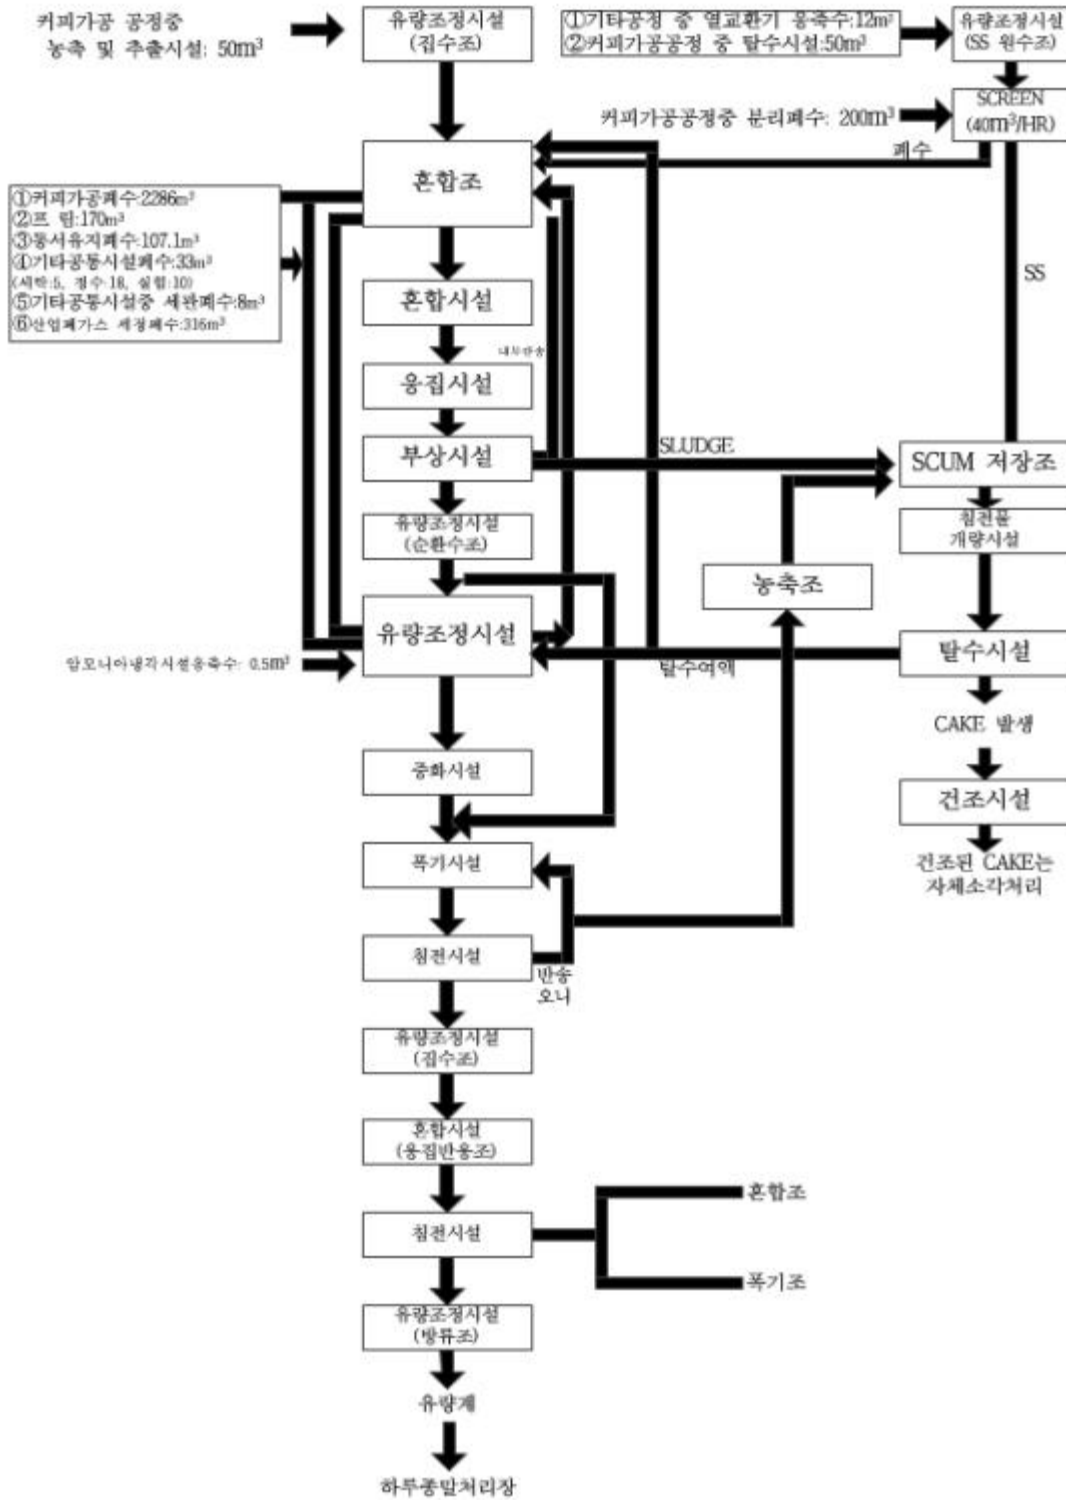 커피가공 공정중
농축 및 추출시설: 50m³
유량조정시설
(집수조)
①기타공정 중 열교환기 응축수:12m³
②커피가공공정 중 탈수시설:50m³
유량조정시설
(SS 원수조)
커피가공공정중 분리폐수: 200m³
SCREEN
(40m³/HR)
폐수
혼합조
①커피가공폐수:2286m³
②프 림:170m³
③동서유지폐수:107.1m³
④기타공통시설폐수:33m³
(세탁:5, 정수:18, 실험:10)
⑤기타공통시설중 세관폐수:8m³
⑥산업폐가스 세정폐수:316m³
SS
혼합시설
내부반송
응집시설
부상시설
SLUDGE
SCUM 저장조
유량조정시설
(순환수조)
침전물
개량시설
농축조
유량조정시설
암모니아냉각시설응축수: 0.5m³
탈수여액
탈수시설
CAKE 발생
중화시설
건조시설
폭기시설
건조된 CAKE는
자체소각처리
침전시설
반송
오니
유량조정시설
(집수조)
혼합시설
(응집반응조)
혼합조
침전시설
폭기조
유량조정시설
(방류조)
유량계
하루종말처리장